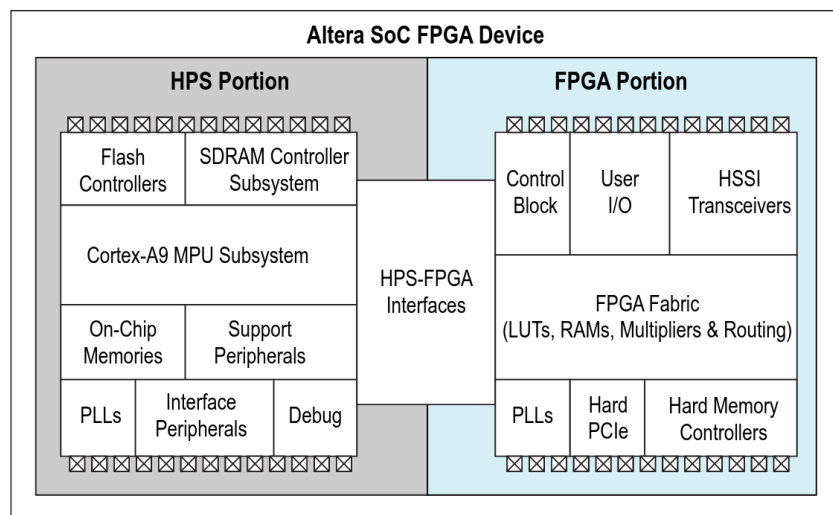 Altera SoC FPGA Device
HPS Portion
FPGA Portion
Flash
Controllers
SDRAM Controller
Subsystem
Cortex-A9 MPU Subsystem
On-Chip
Memories
Support
Peripherals
PLLs
Interface
Peripherals
Debug
HPS-FPGA
Interfaces
Control
Block
User
I/O
HSSI
Transceivers
FPGA Fabric
(LUTs, RAMs, Multipliers & Routing)
PLLs
Hard
PCIe
Hard Memory
Controllers